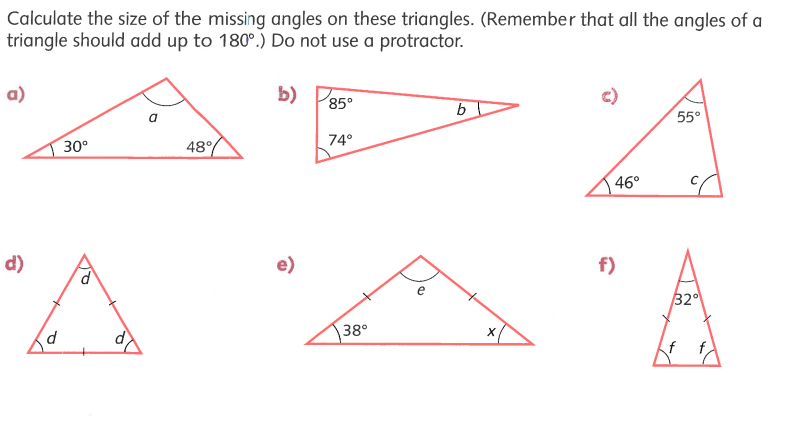 Calculate the size of the missing angles on these triangles. (Remember that all the angles of a
triangle should add up to 180°.) Do not use a protractor.
a)
a
30°
48°
b)
85°
b
74°
c)
55°
46°
c
d)
d
d
d
e)
e
38°
x
f)
32°
f
f